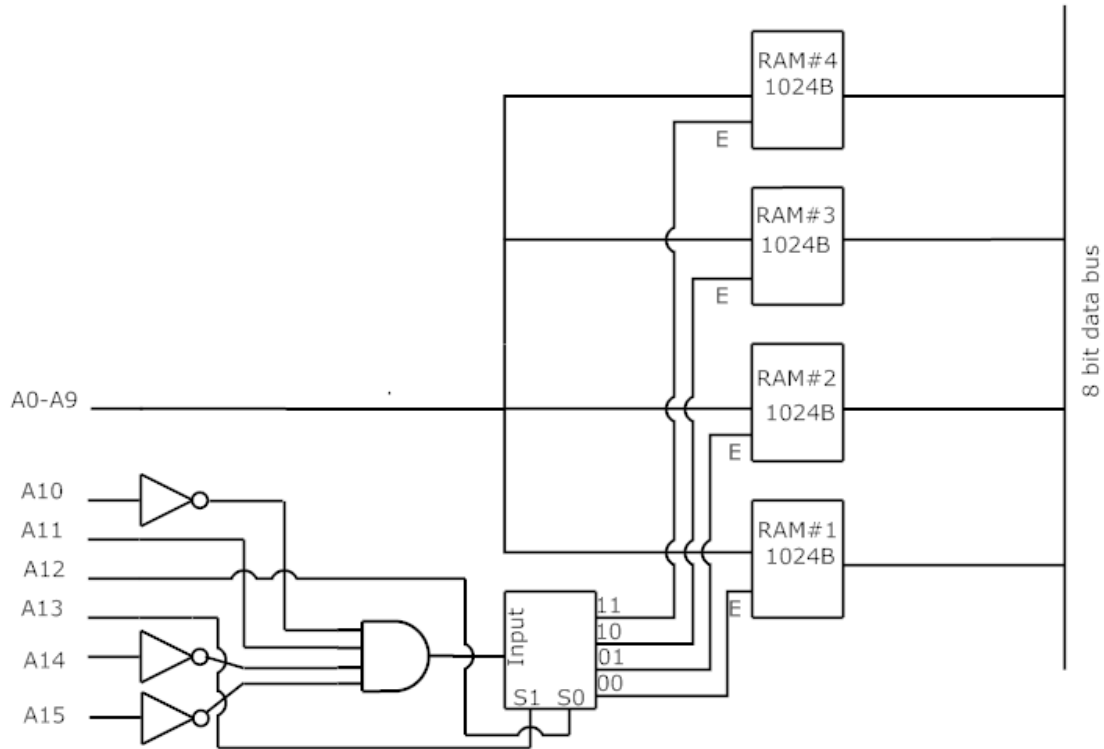 RAM#4
1024B
E
RAM#3
1024B
E
8 bit data bus
RAM#2
1024B
E
A0-A9
RAM#1
1024B
E
A10
A11
A12
A13
A14
A15
Input
11
10
01
00
S1 S0